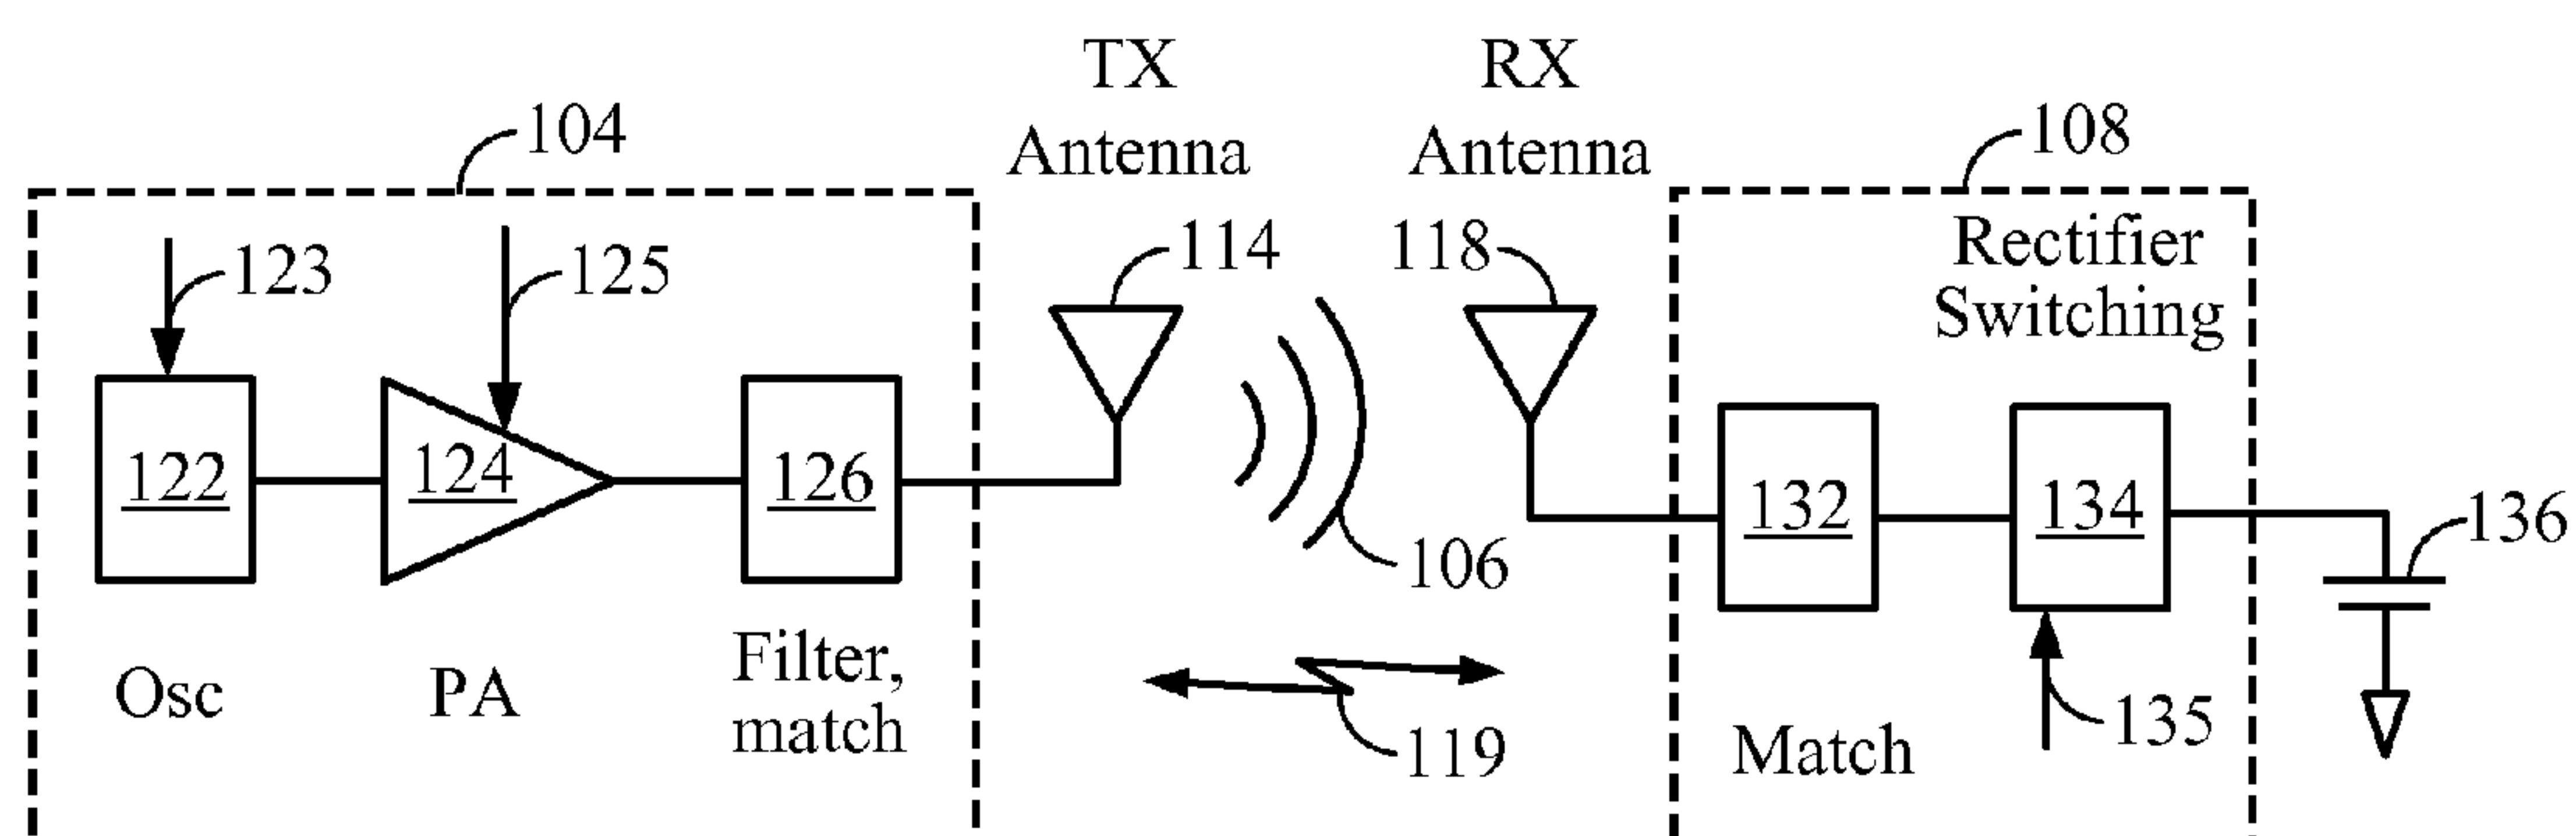 TX
Antenna
RX
Antenna
104
108
123
125
114
118
Rectifier
Switching
122
124
126
132
134
136
106
Osc
PA
Filter,
match
119
Match
135